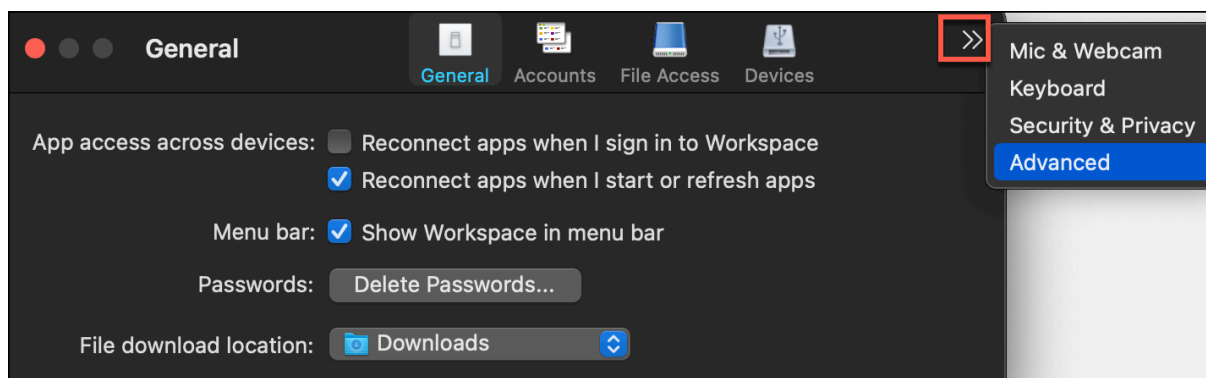 General
General Accounts File Access Devices
Mic & Webcam
Keyboard
Security & Privacy
Advanced
App access across devices: Reconnect apps when I sign in to Workspace
Reconnect apps when I start or refresh apps
Menu bar: Show Workspace in menu bar
Passwords: Delete Passwords...
File download location: Downloads